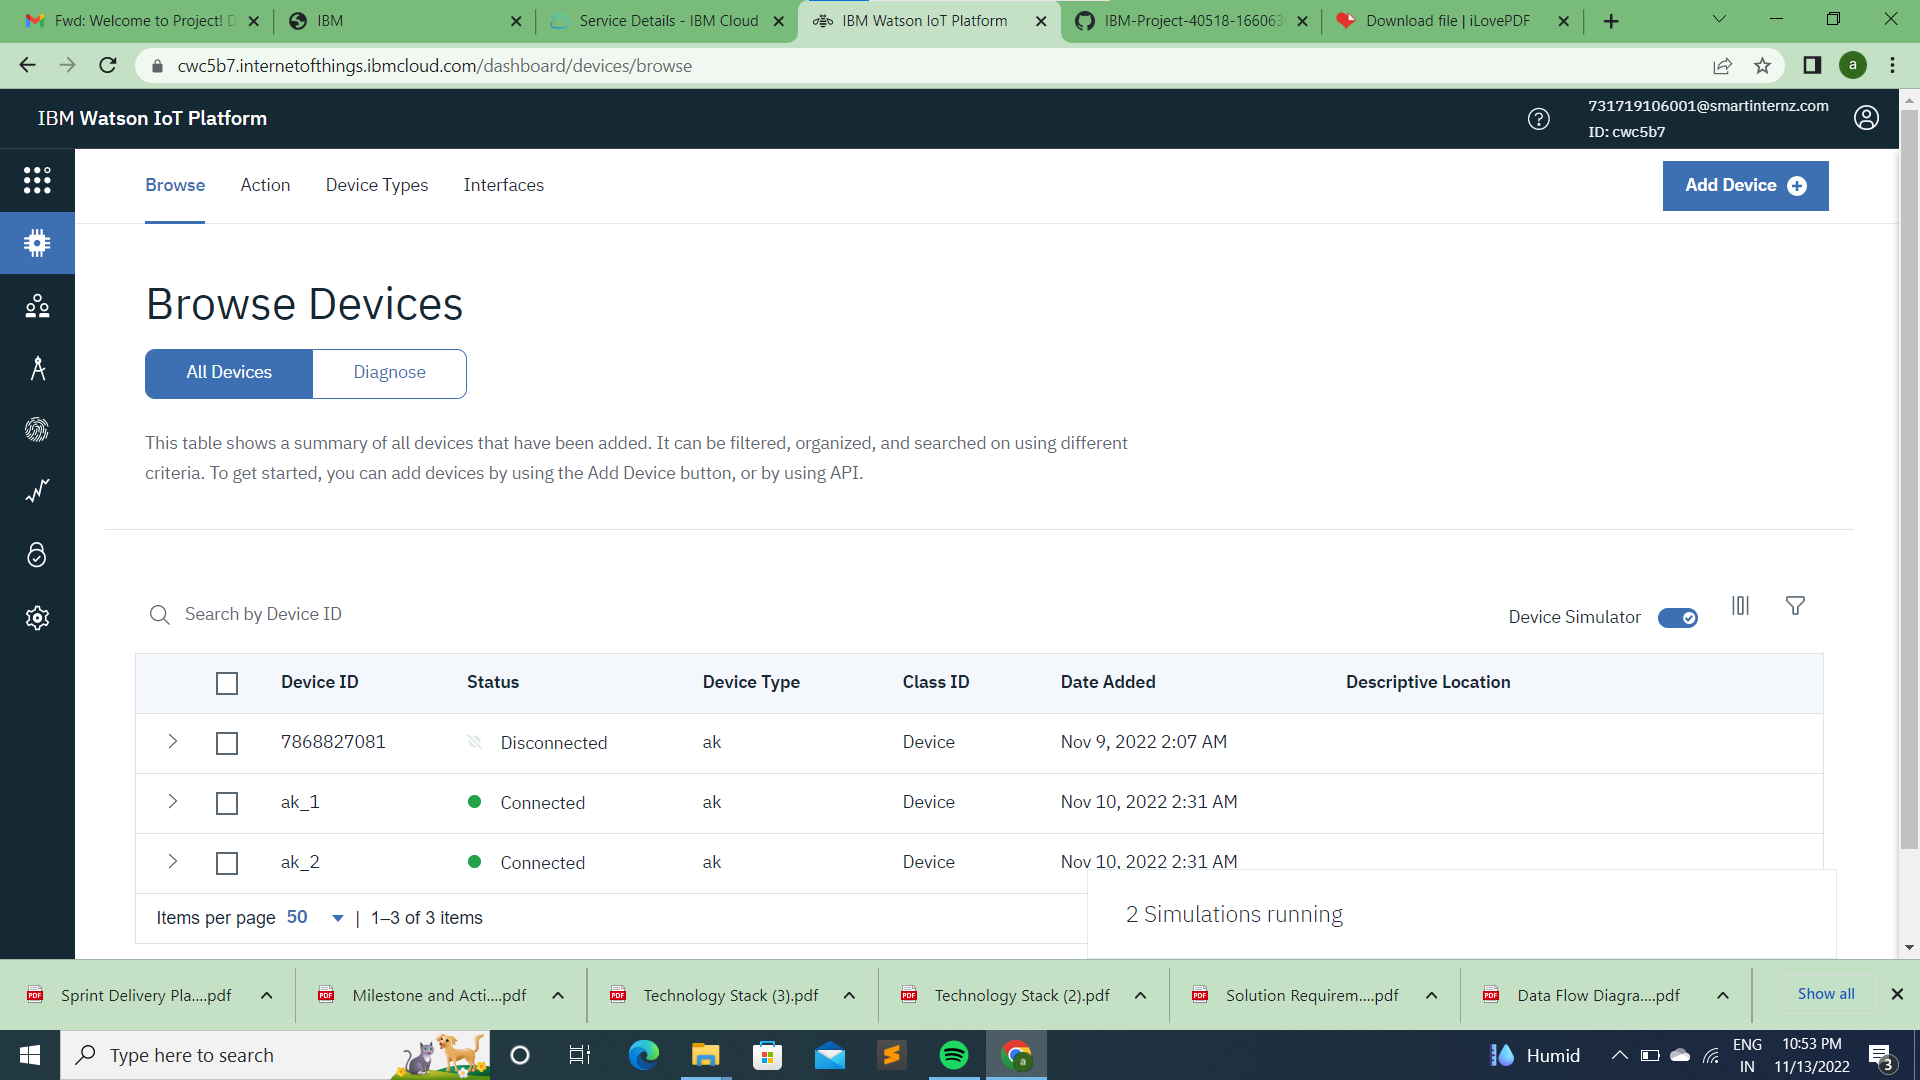 Fwd: Welcome to Project! D
IBM
Service Details - IBM Cloud
IBM Watson IoT Platform
IBM-Project-40518-166063
Download file | iLovePDF
cwc5b7.internetofthings.ibmcloud.com/dashboard/devices/browse
a
IBM Watson IoT Platform
731719106001@smartinternz.com
ID: cwc5b7
Browse
Action
Device Types
Interfaces
Add Device
Browse Devices
All Devices
Diagnose
This table shows a summary of all devices that have been added. It can be filtered, organized, and searched on using different
criteria. To get started, you can add devices by using the Add Device button, or by using API.
Search by Device ID
Device Simulator
Device ID Status Device Type Class ID Date Added Descriptive Location
7868827081 Disconnected ak Device Nov 9, 2022 2:07 AM
ak_1 Connected ak Device Nov 10, 2022 2:31 AM
ak_2 Connected ak Device Nov 10, 2022 2:31 AM
Items per page 50 | 1–3 of 3 items
2 Simulations running
Sprint Delivery Pla....pdf
Milestone and Acti....pdf
Technology Stack (3).pdf
Technology Stack (2).pdf
Solution Requirem....pdf
Data Flow Diagra....pdf
Show all
Type here to search
Humid
ENG
IN
10:53 PM
11/13/2022
3